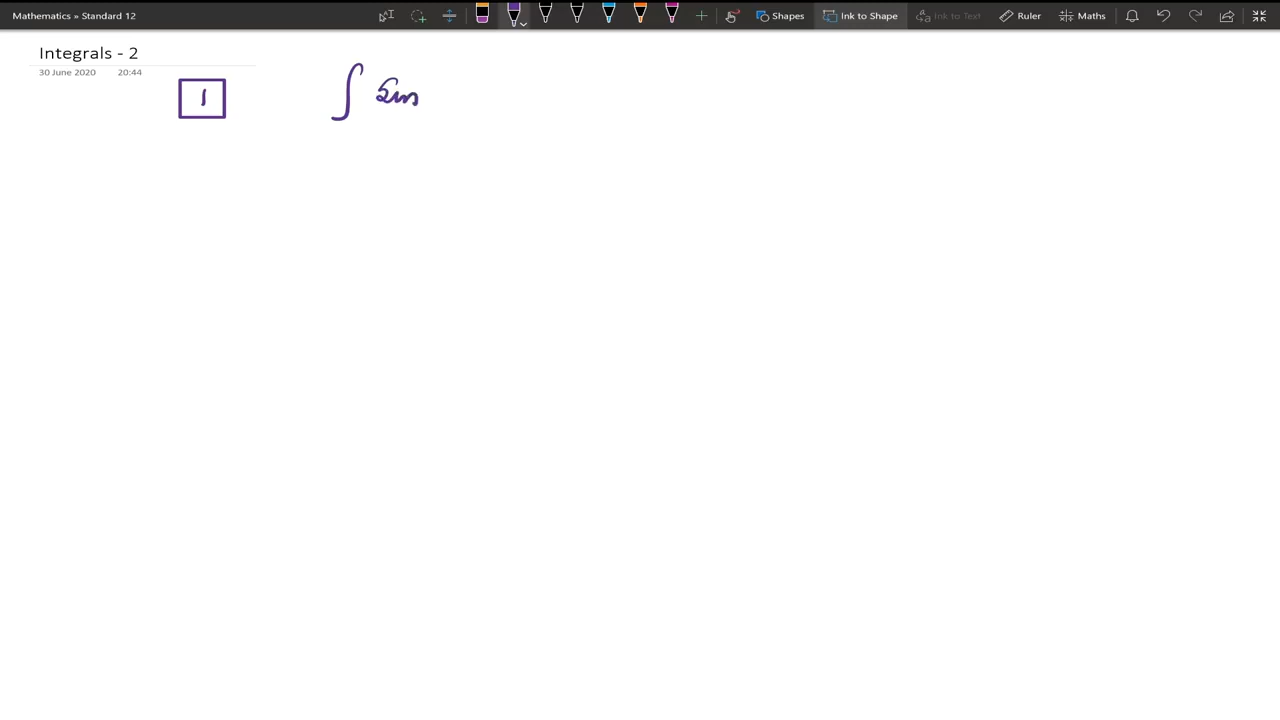 Mathematics » Standard 12 Shapes Ink to Shape Ink to Text Ruler Maths
Integrals - 2
30 June 2020 20:44
1 ∫ Sin